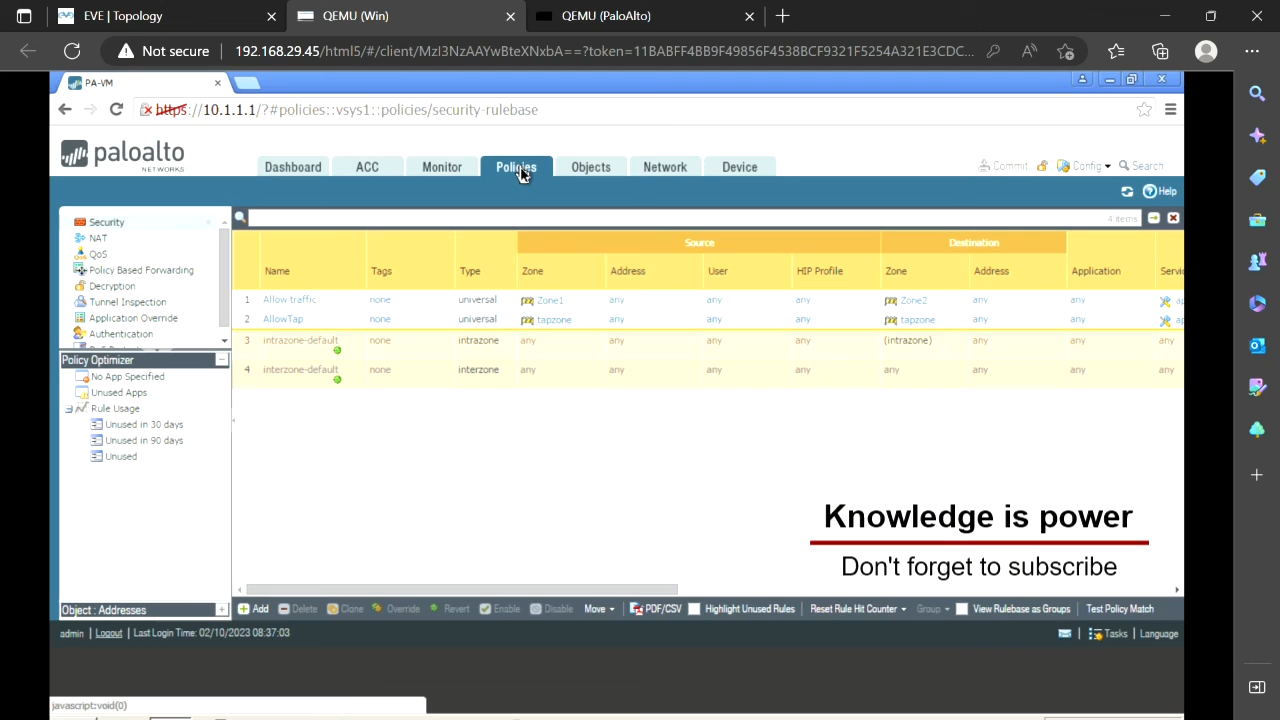 EVE | Topology
QEMU (Win)
QEMU (PaloAlto)
Not secure
192.168.29.45/html5/#/client/MzI3NzAAYwBteXNxbA==?token=11BABFF4BB9F49856F4538BCF9321F5254A321E3CDC...
PA-VM
https://10.1.1.1/?#policies::vsys1::policies/security-rulebase
paloalto
NETWORKS
Dashboard ACC Monitor Policies Objects Network Device
Commit Config Search
Help
4 items
Security
NAT
QoS
Policy Based Forwarding
Decryption
Tunnel Inspection
Application Override
Authentication
Policy Optimizer
No App Specified
Unused Apps
Rule Usage
Unused in 30 days
Unused in 90 days
Unused
Object : Addresses
Source Destination
Name Tags Type Zone Address User HIP Profile Zone Address Application
1 Allow traffic none universal Zone1 any any any Zone2 any any
2 AllowTap none universal tapzone any any any tapzone any any
3 intrazone-default none intrazone any any any any (intrazone) any any any
4 interzone-default none interzone any any any any any any any any
Knowledge is power
Don't forget to subscribe
Add Delete Clone Override Revert Enable Disable Move PDF/CSV Highlight Unused Rules Reset Rule Hit Counter Group View Rulebase as Groups Test Policy Match
admin | Logout | Last Login Time: 02/10/2023 08:37:03
Tasks | Language
javascript:void(0)